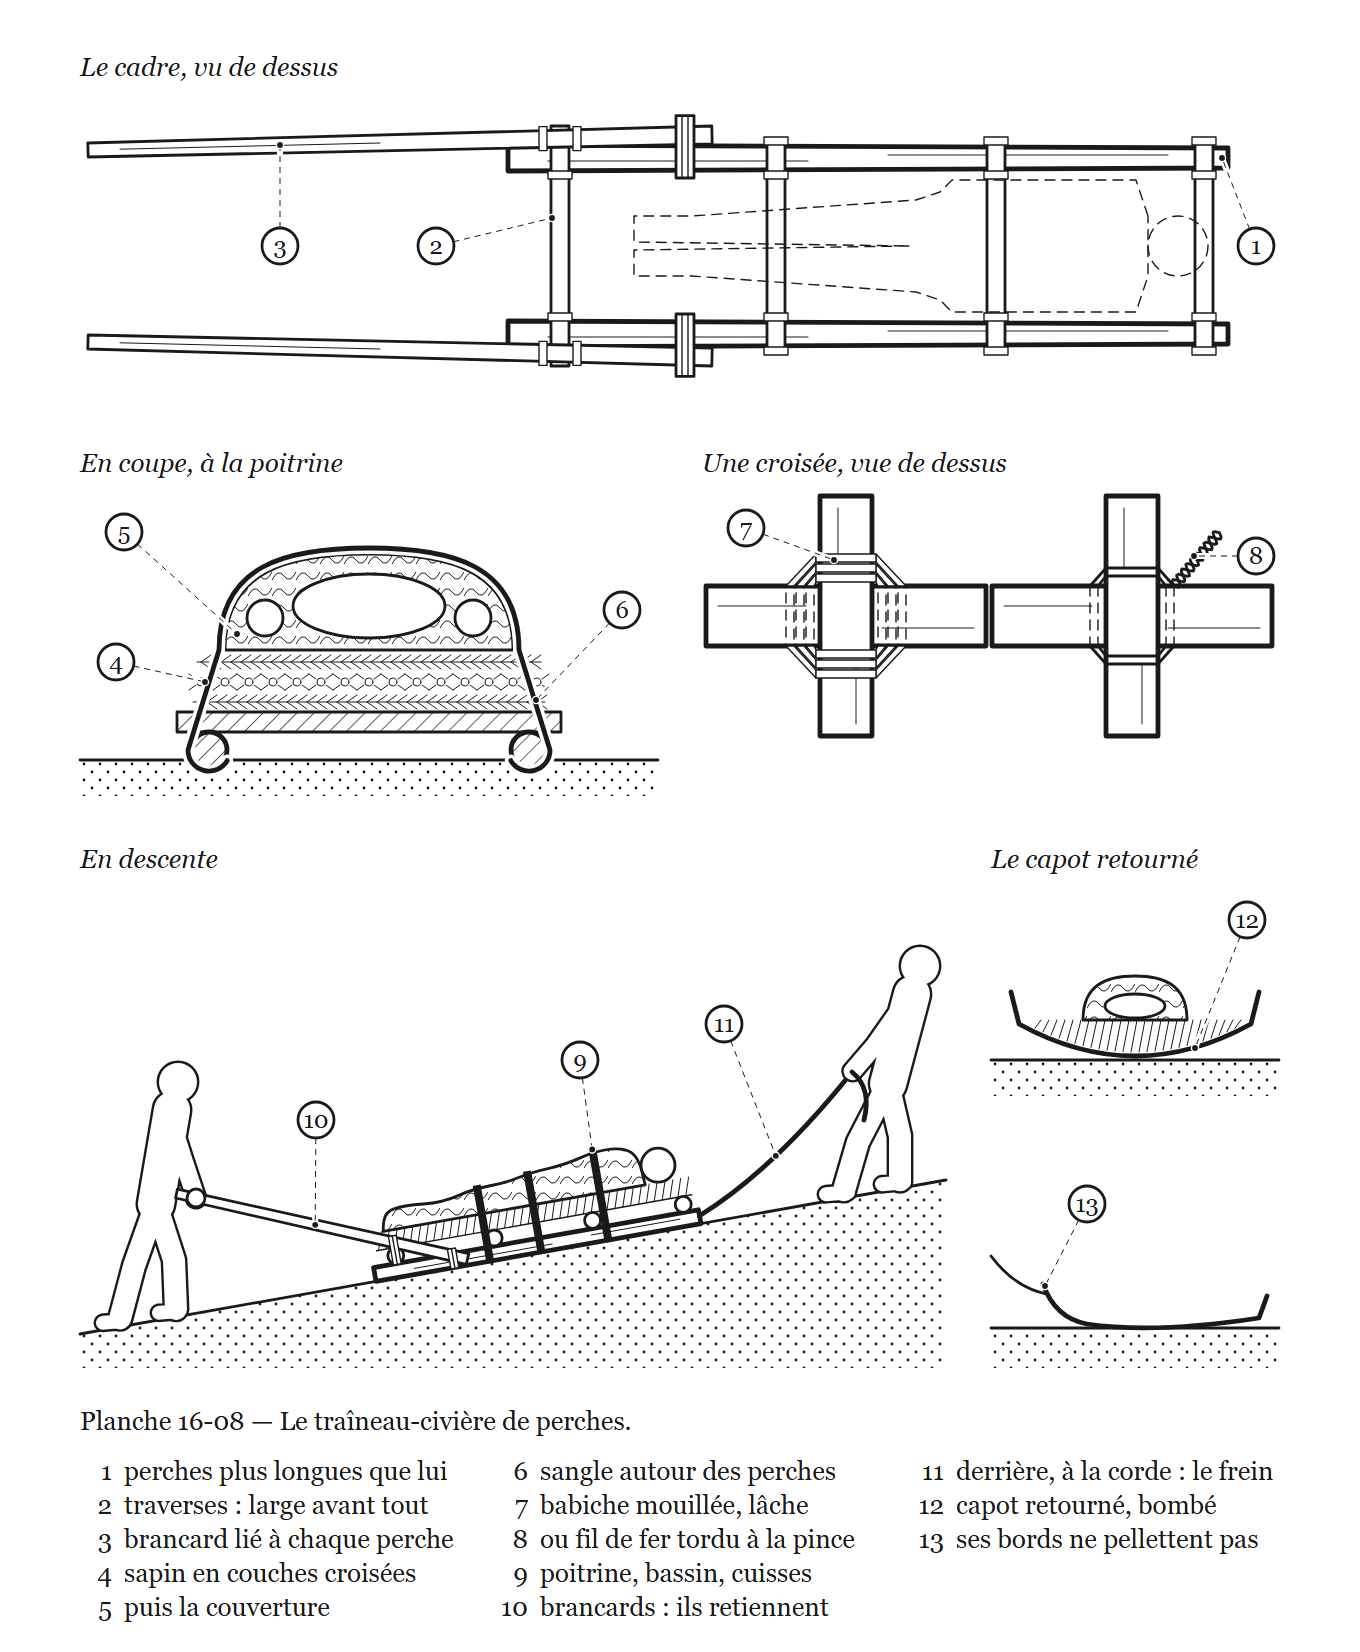 Le cadre, vu de dessus
3
2
1
En coupe, à la poitrine
Une croisée, vue de dessus
5
7
8
6
4
En descente
Le capot retourné
12
11
9
10
13
Planche 16-08 — Le traîneau-civière de perches.
1 perches plus longues que lui
2 traverses : large avant tout
3 brancard lié à chaque perche
4 sapin en couches croisées
5 puis la couverture
6 sangle autour des perches
7 babiche mouillée, lâche
8 ou fil de fer tordu à la pince
9 poitrine, bassin, cuisses
10 brancards : ils retiennent
11 derrière, à la corde : le frein
12 capot retourné, bombé
13 ses bords ne pellettent pas